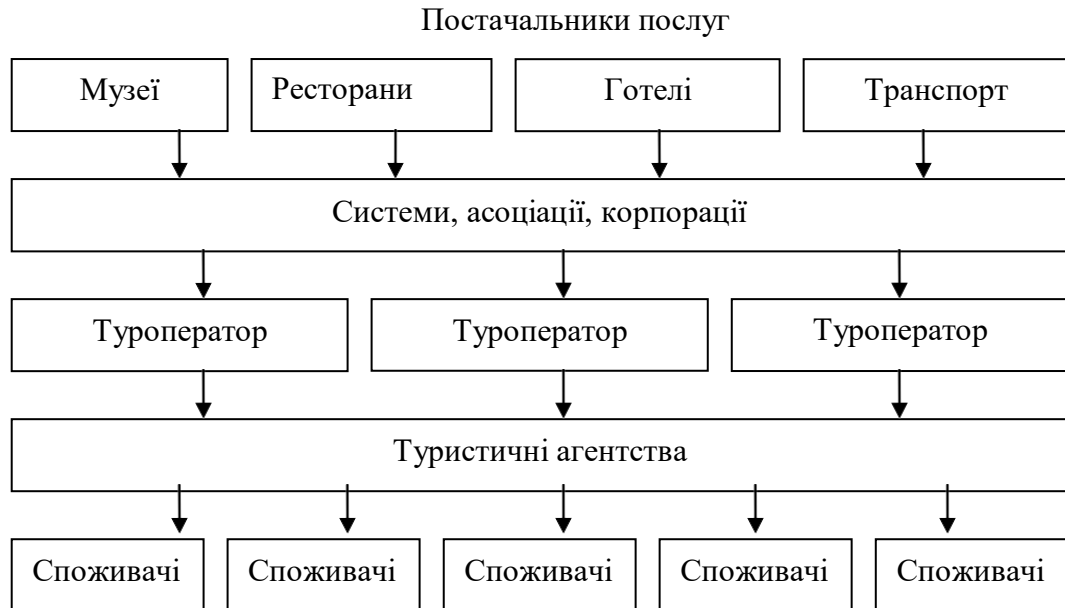 Постачальники послуг
Музеї Ресторани Готелі Транспорт
Системи, асоціації, корпорації
Туроператор Туроператор Туроператор
Туристичні агентства
Споживачі Споживачі Споживачі Споживачі Споживачі